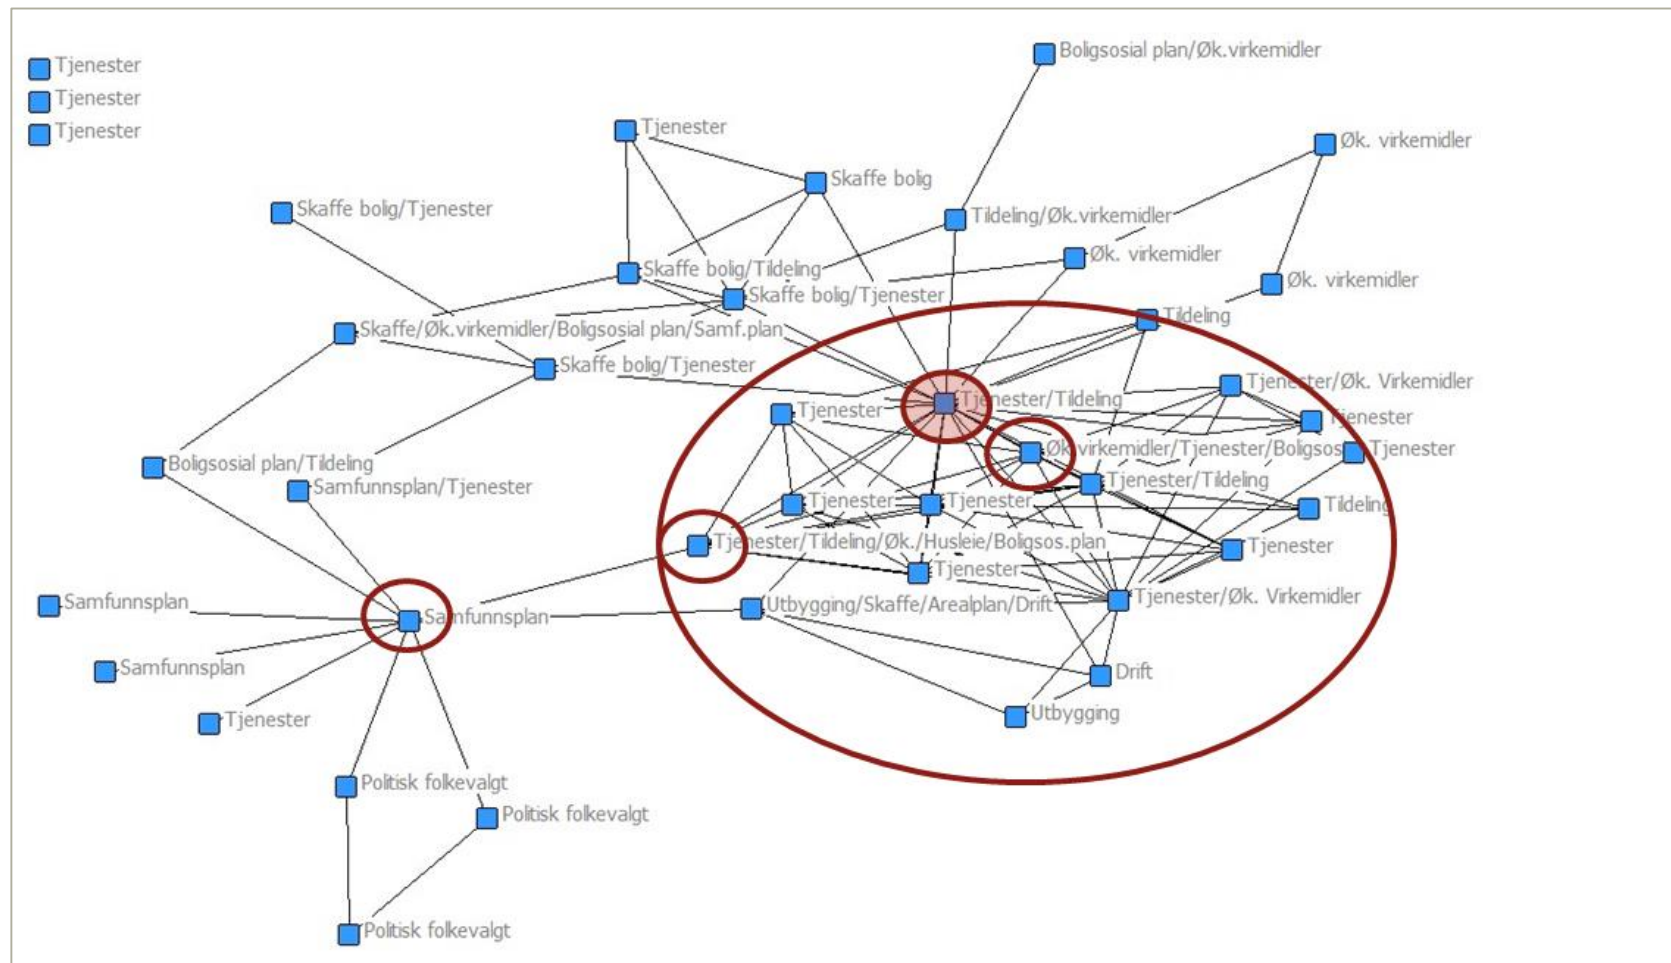 Boligsosial plan/Øk.virkemidler
Tjenester
Tjenester
Tjenester
Tjenester
Øk. virkemidler
Skaffe bolig
Skaffe bolig/Tjenester
Tildeling/Øk.virkemidler
Øk. virkemidler
Skaffe bolig/Tildeling
Øk. virkemidler
Skaffe bolig/Tjenester
Tildeling
Skaffe/Øk.virkemidler/Boligsosial plan/Samf.plan
Skaffe bolig/Tjenester
Tjenester/Øk. Virkemidler
Tjenester/Tildeling
Tjenester
Tjenester
Øk.virkemidler/Tjenester/Boligsos
Tjenester
Boligsosial plan/Tildeling
Tjenester/Tildeling
Samfunnsplan/Tjenester
Tjenester
Tjenester
Tildeling
Tjenester/Tildeling/Øk./Husleie/Boligsos.plan
Tjenester
Tjenester
Tjenester/Øk. Virkemidler
Samfunnsplan
Utbygging/Skaffe/Arealplan/Drift
Samfunnsplan
Samfunnsplan
Drift
Tjenester
Utbygging
Politisk folkevalgt
Politisk folkevalgt
Politisk folkevalgt